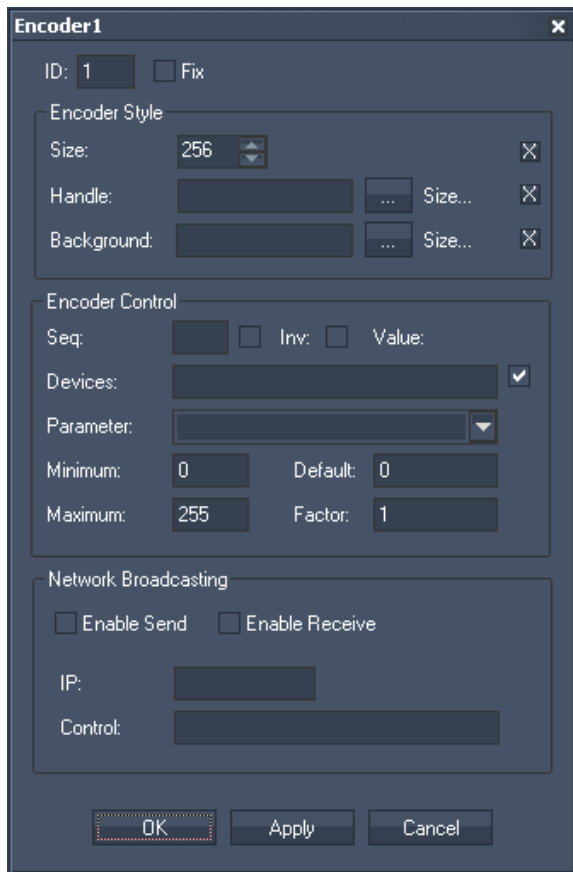 Encoder1
ID: 1 Fix
Encoder Style
Size: 256 X
Handle: ... Size... X
Background: ... Size... X
Encoder Control
Seq: Inv: Value:
Devices:
Parameter:
Minimum: 0 Default: 0
Maximum: 255 Factor: 1
Network Broadcasting
Enable Send Enable Receive
IP:
Control:
OK Apply Cancel